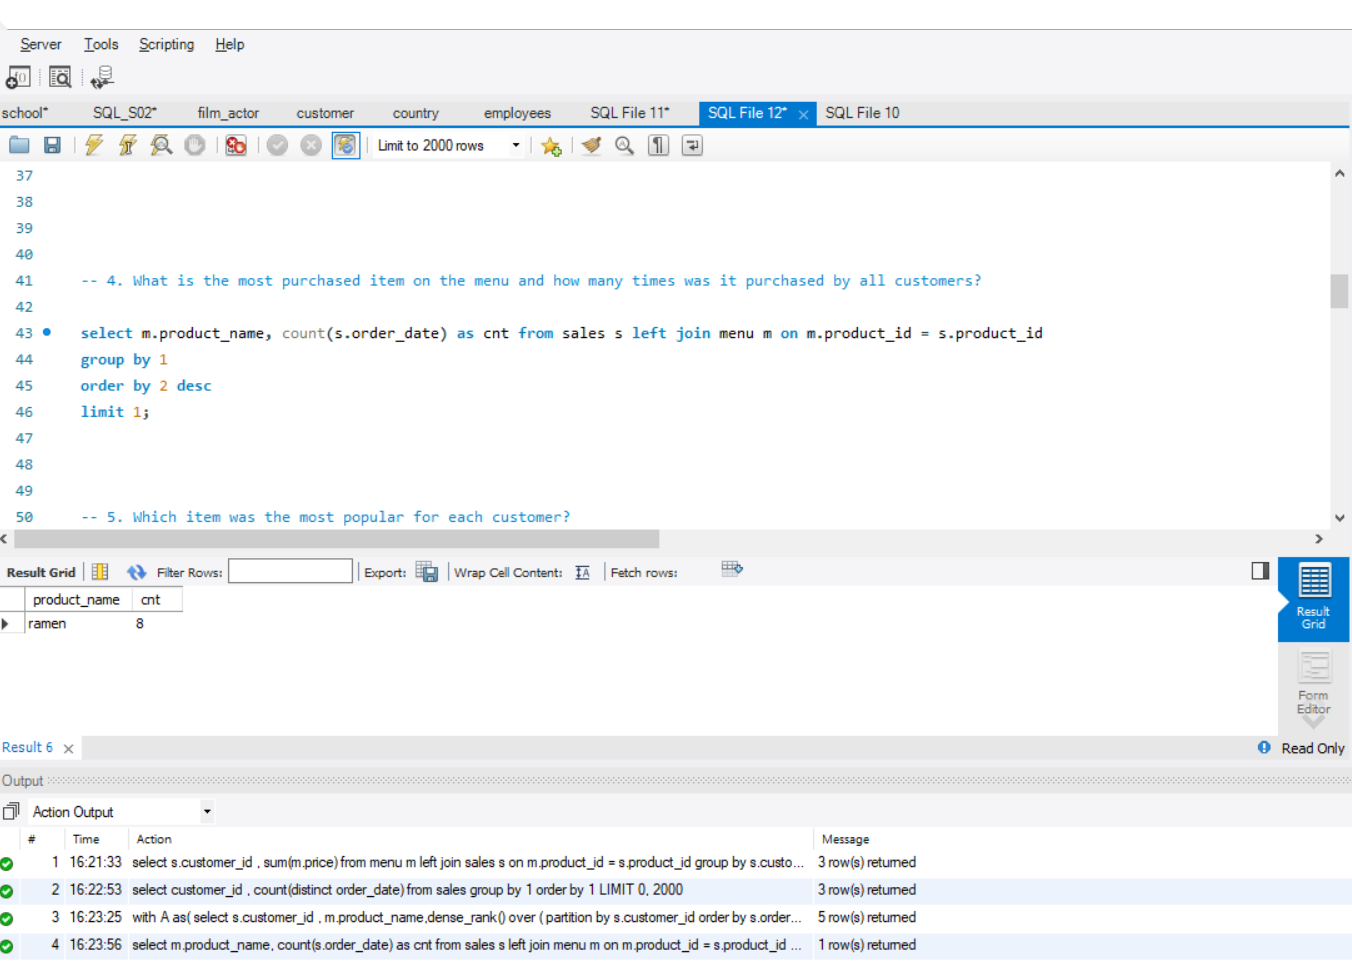 Server Tools Scripting Help
school* SQL_S02* film_actor customer country employees SQL File 11* SQL File 12* SQL File 10
Limit to 2000 rows
37
38
39
40
41 -- 4. What is the most purchased item on the menu and how many times was it purchased by all customers?
42
43 select m.product_name, count(s.order_date) as cnt from sales s left join menu m on m.product_id = s.product_id
44 group by 1
45 order by 2 desc
46 limit 1;
47
48
49
50 -- 5. Which item was the most popular for each customer?
Result Grid Filter Rows: Export: Wrap Cell Content: Fetch rows:
product_name cnt
ramen 8
Result Grid
Form Editor
Result 6 Read Only
Output
Action Output
# Time Action Message
1 16:21:33 select s.customer_id , sum(m.price) from menu m left join sales s on m.product_id = s.product_id group by s.custo... 3 row(s) returned
2 16:22:53 select customer_id , count(distinct order_date) from sales group by 1 order by 1 LIMIT 0, 2000 3 row(s) returned
3 16:23:25 with A as( select s.customer_id , m.product_name,dense_rank() over ( partition by s.customer_id order by s.order... 5 row(s) returned
4 16:23:56 select m.product_name, count(s.order_date) as cnt from sales s left join menu m on m.product_id = s.product_id ... 1 row(s) returned